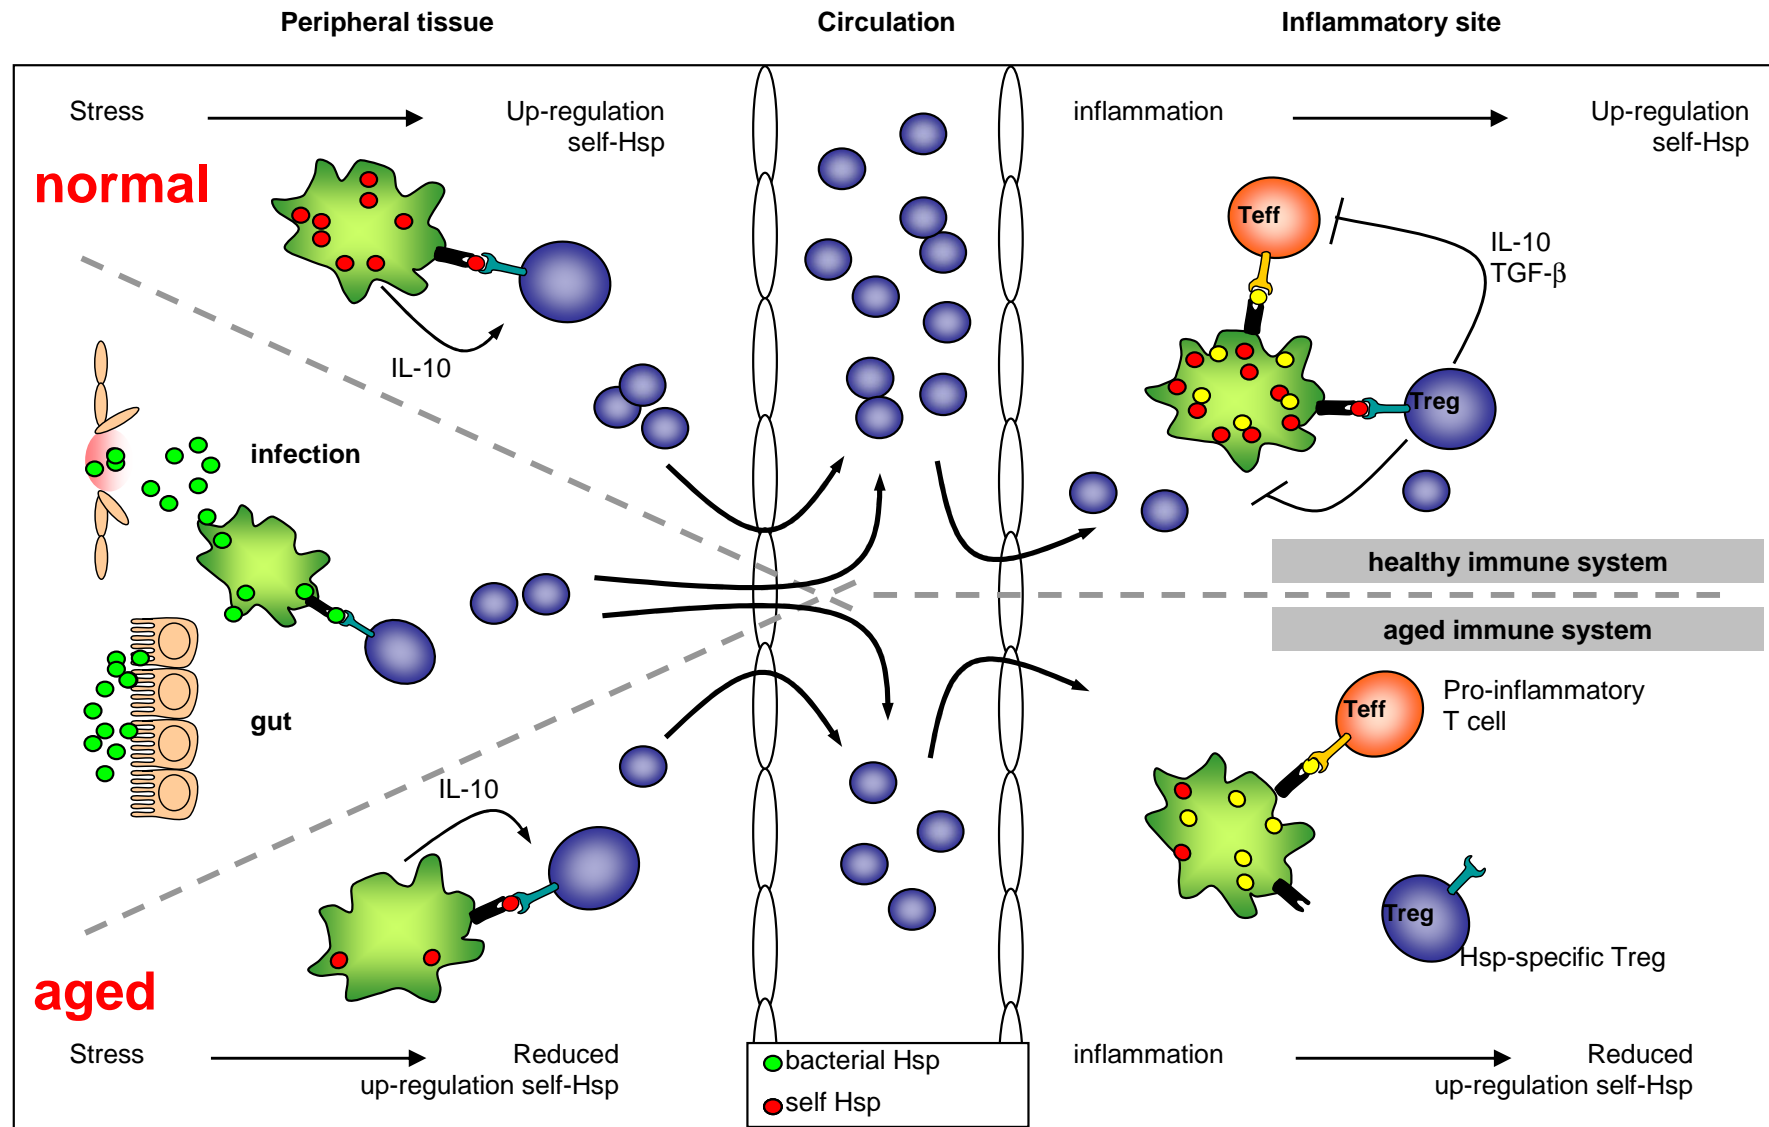 Peripheral tissue
Circulation
Inflammatory site
Stress
Up-regulation
self-Hsp
inflammation
Up-regulation
self-Hsp
normal
Teff
IL-10
TGF-β
IL-10
Treg
infection
healthy immune system
aged immune system
gut
Pro-inflammatory
T cell
Teff
IL-10
Treg
Hsp-specific Treg
aged
Stress
Reduced
up-regulation self-Hsp
bacterial Hsp
self Hsp
inflammation
Reduced
up-regulation self-Hsp